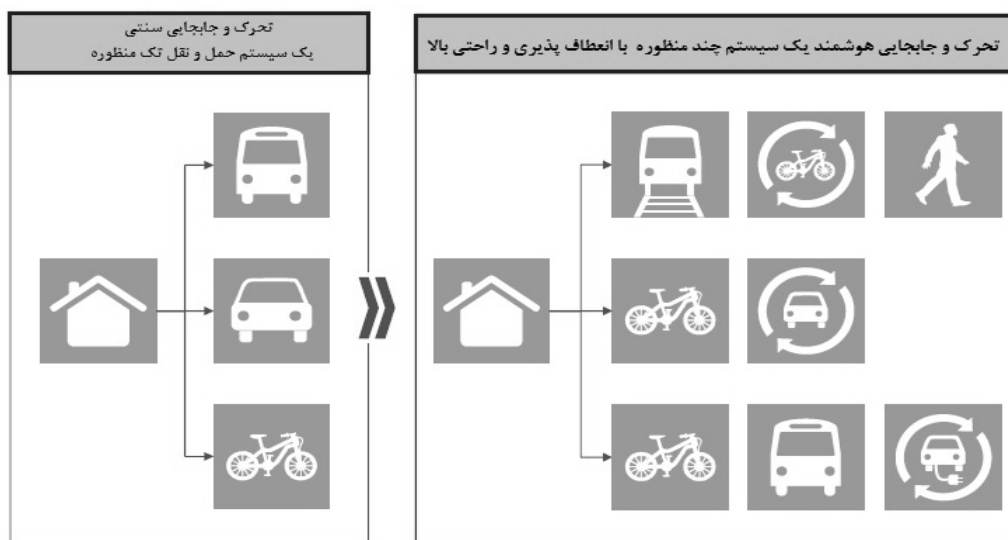 تحرک و جابجایی سنتی
یک سیستم حمل و نقل تک منظوره
تحرک و جابجایی هوشمند یک سیستم چند منظوره با انعطاف پذیری و راحتی بالا